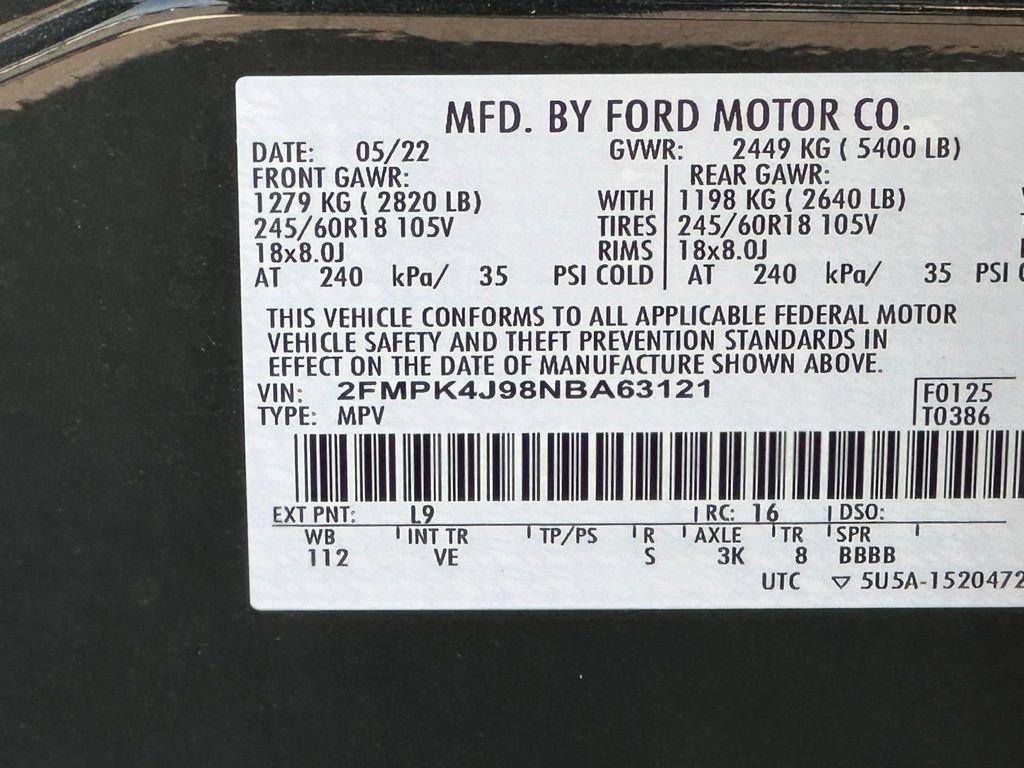 MFD. BY FORD MOTOR CO.
DATE: 05/22 GVWR: 2449 KG ( 5400 LB)
FRONT GAWR: REAR GAWR:
1279 KG ( 2820 LB) WITH 1198 KG ( 2640 LB)
245/60R18 105V TIRES 245/60R18 105V
18x8.0J RIMS 18x8.0J
AT 240 kPa/ 35 PSI COLD AT 240 kPa/ 35 PSI
THIS VEHICLE CONFORMS TO ALL APPLICABLE FEDERAL MOTOR
VEHICLE SAFETY AND THEFT PREVENTION STANDARDS IN
EFFECT ON THE DATE OF MANUFACTURE SHOWN ABOVE.
VIN: 2FMPK4J98NBA63121 F0125
TYPE: MPV T0386
EXT PNT: L9 RC: 16 DSO:
WB INT TR TP/PS R AXLE TR SPR
112 VE S 3K 8 BBBB
UTC ▽ 5U5A-1520472